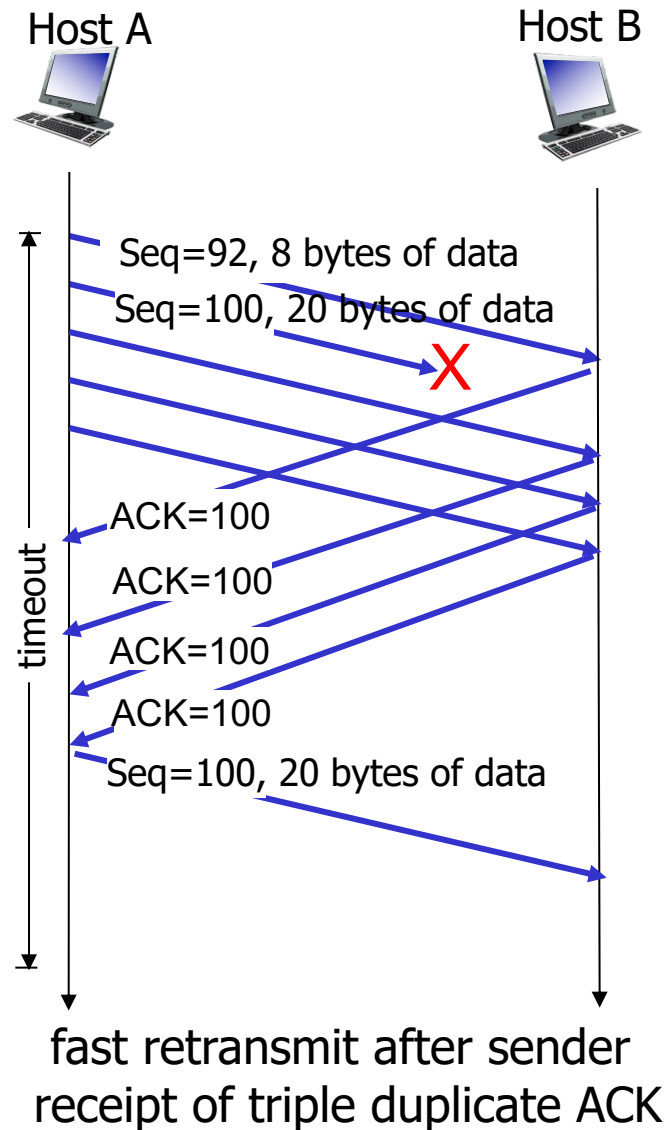 Host A
Host B
Seq=92, 8 bytes of data
Seq=100, 20 bytes of data
X
ACK=100
timeout
ACK=100
ACK=100
ACK=100
Seq=100, 20 bytes of data
fast retransmit after sender
receipt of triple duplicate ACK